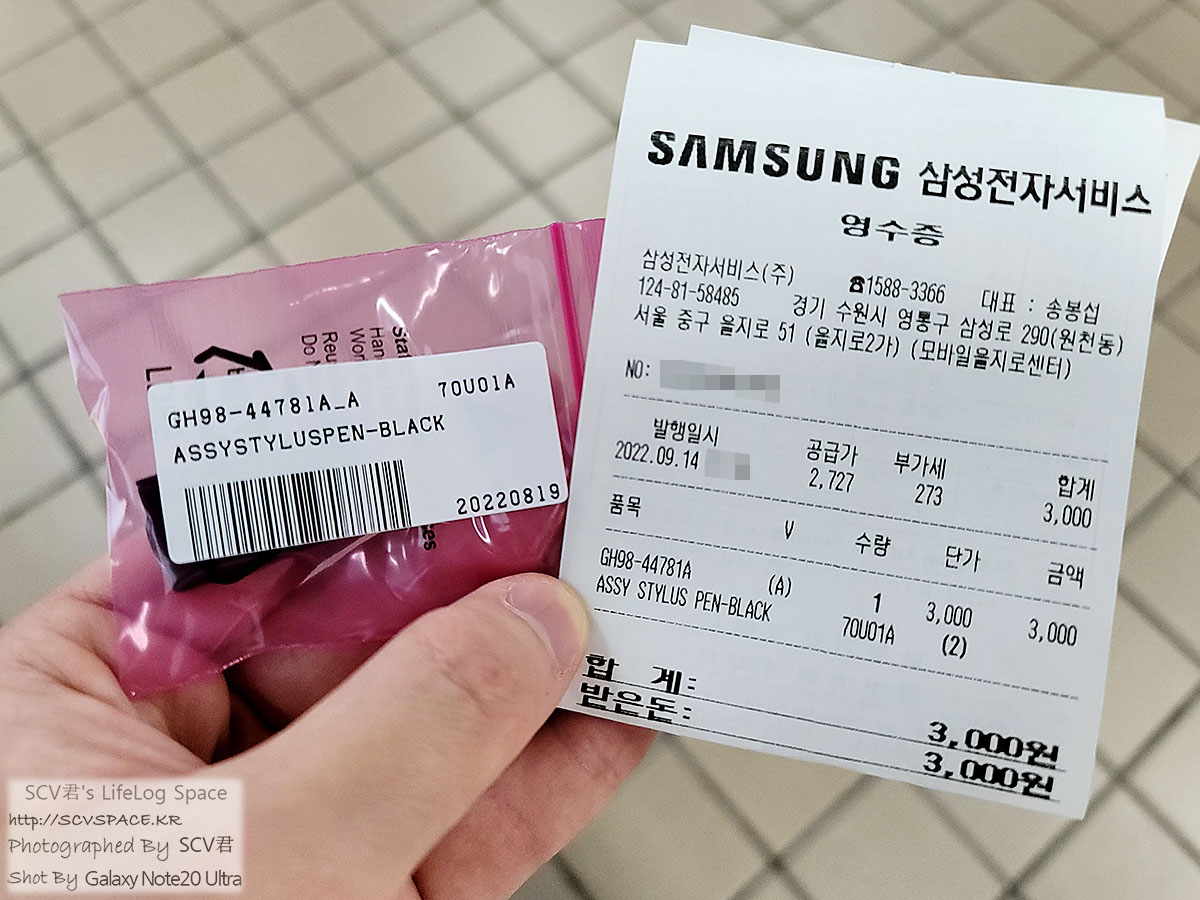 SAMSUNG 삼성전자서비스
영수증
삼성전자서비스(주) ☎1588-3366 대표 : 송봉섭
124-81-58485 경기 수원시 영통구 삼성로 290(원천동)
서울 중구 을지로 51 (을지로2가) (모바일을지로센터)
NO:
발행일시 공급가 부가세 합계
2022.09.14 2,727 273 3,000
품목 V 수량 단가 금액
GH98-44781A (A) 1 3,000 3,000
ASSY STYLUS PEN-BLACK 70U01A (2)
합 계: 3,000원
받은돈: 3,000원
GH98-44781A_A 70U01A
ASSYSTYLUSPEN-BLACK
20220819
SCV君's LifeLog Space
http://SCVSPACE.KR
Photographed By SCV君
Shot By Galaxy Note20 Ultra